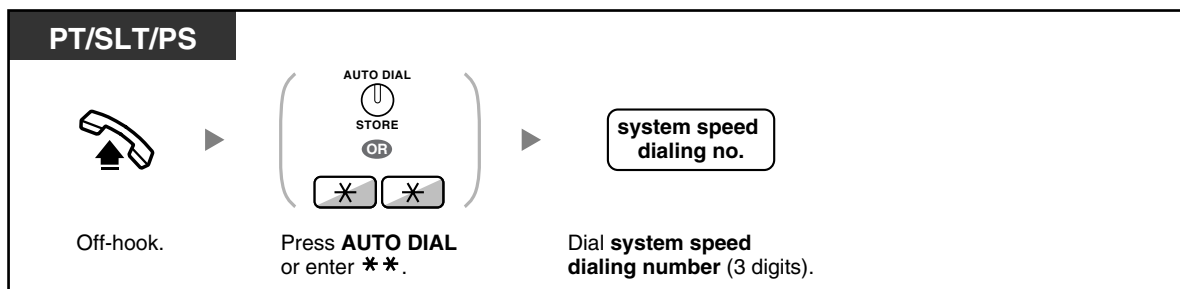 PT/SLT/PS
AUTO DIAL
STORE
OR
system speed
dialing no.
Off-hook.
Press AUTO DIAL
or enter ✱✱.
Dial system speed
dialing number (3 digits).